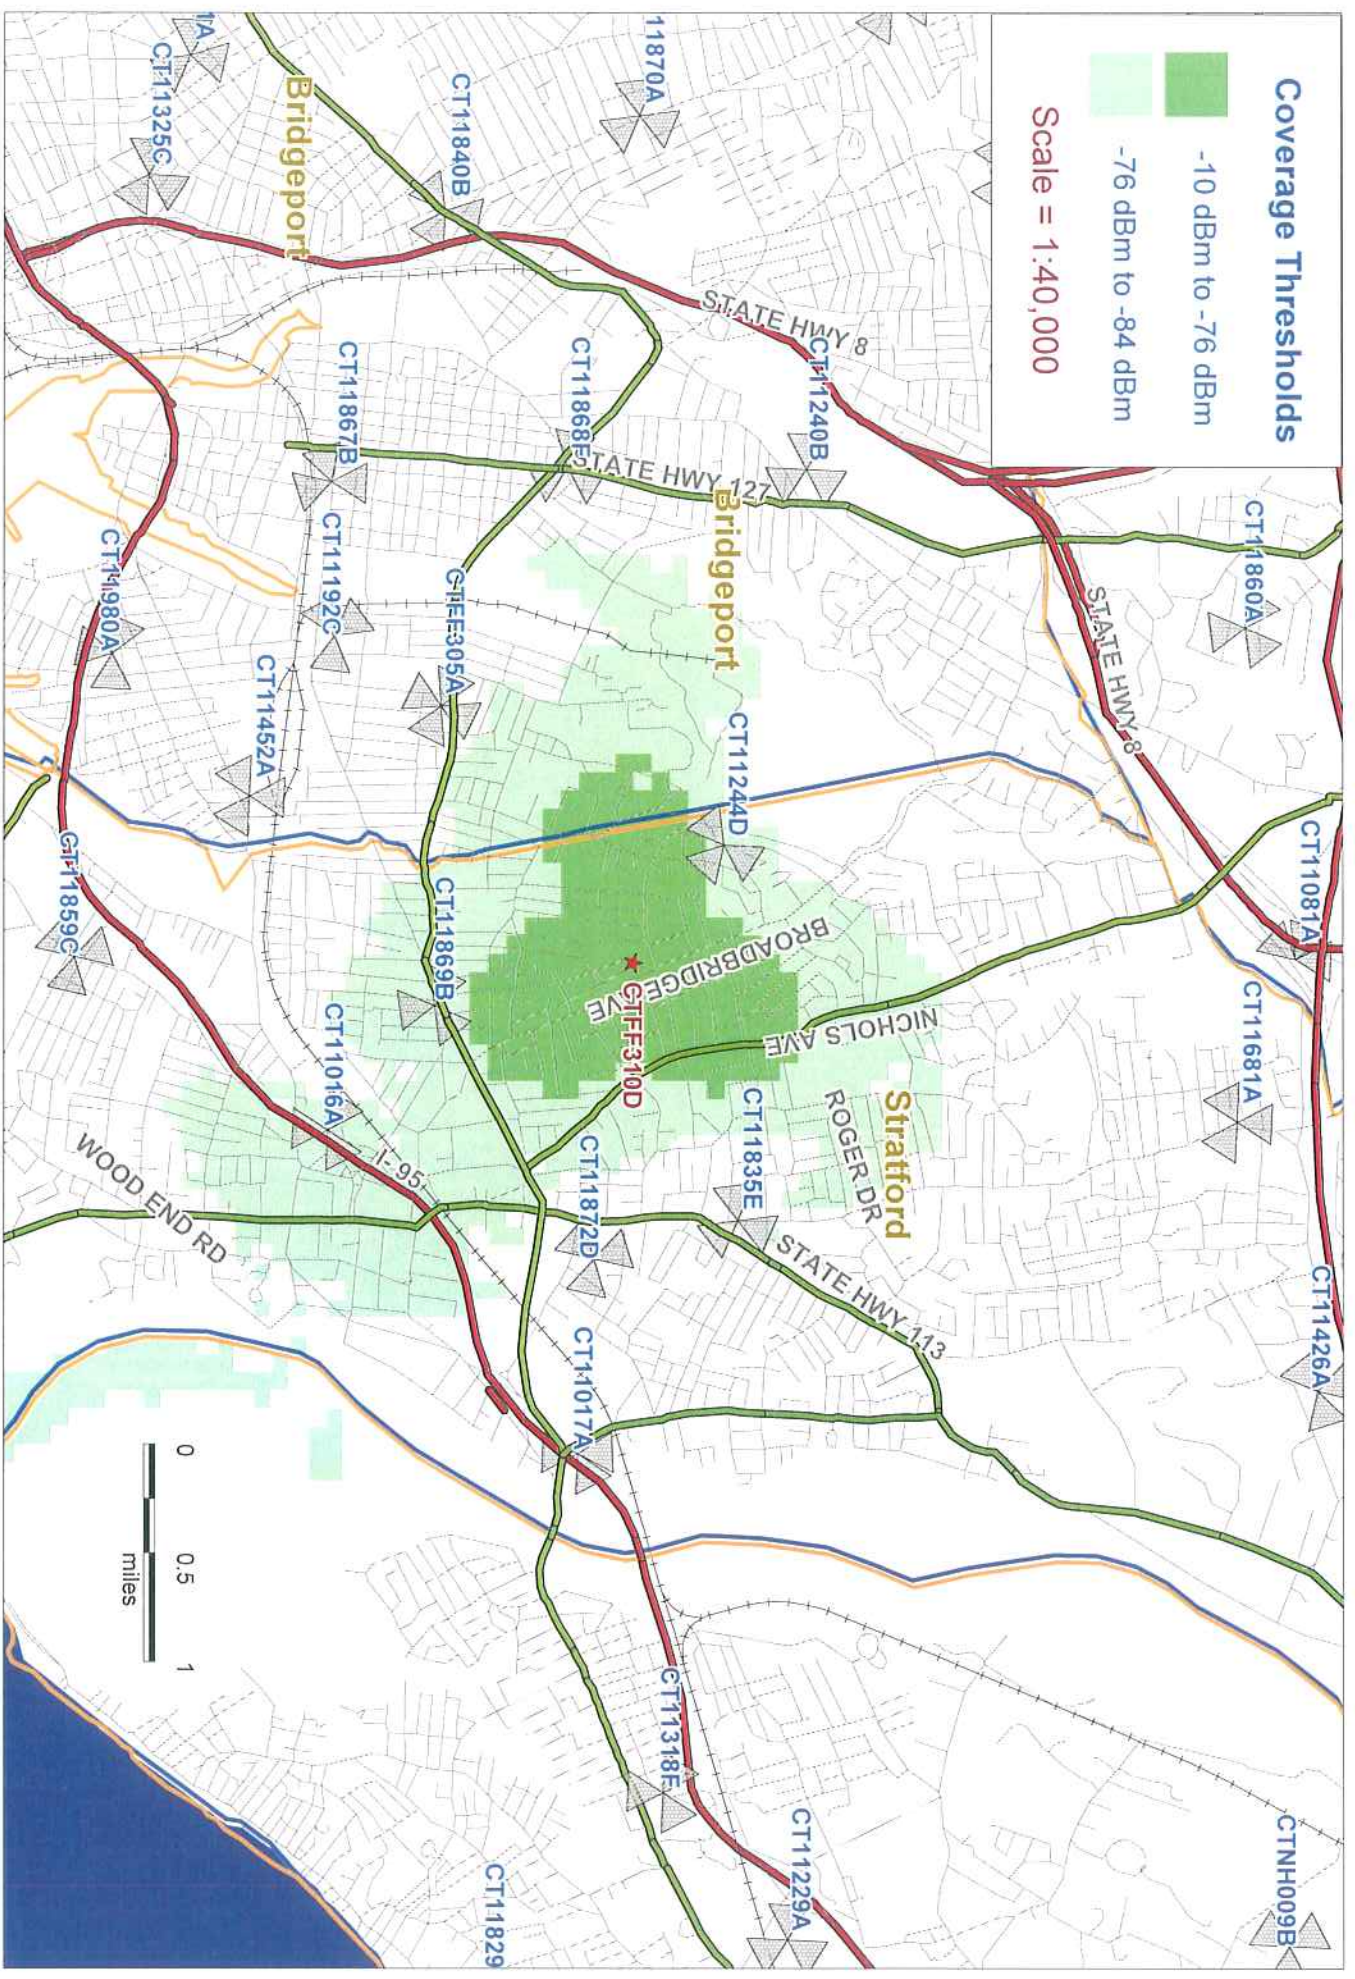 Coverage Thresholds
-10 dBm to -76 dBm
-76 dBm to -84 dBm
Scale = 1:40,000
CT11860A
CT11081A
CT11681A
CT11426A
CTNH009B
STATE HWY 8
STATE HWY 8
CT11240B
BROADBRIDGE AVE
NICHOLS AVE
Stratford
ROGER DR
STATE HWY 113
CT11229A
11870A
STATE HWY 127
Bridgeport
CT11244D
CT11835E
CTFF310D
CT11318F
CT11868F
CT11872D
CT11017A
CT11840B
CTFF305A
CT11869B
CT11829
Bridgeport
CT11867B
CT11192C
CT11452A
CT11016A
I-95
WOOD END RD
1A
CT11325C
CT11980A
CT11859C
0 0.5 1
miles